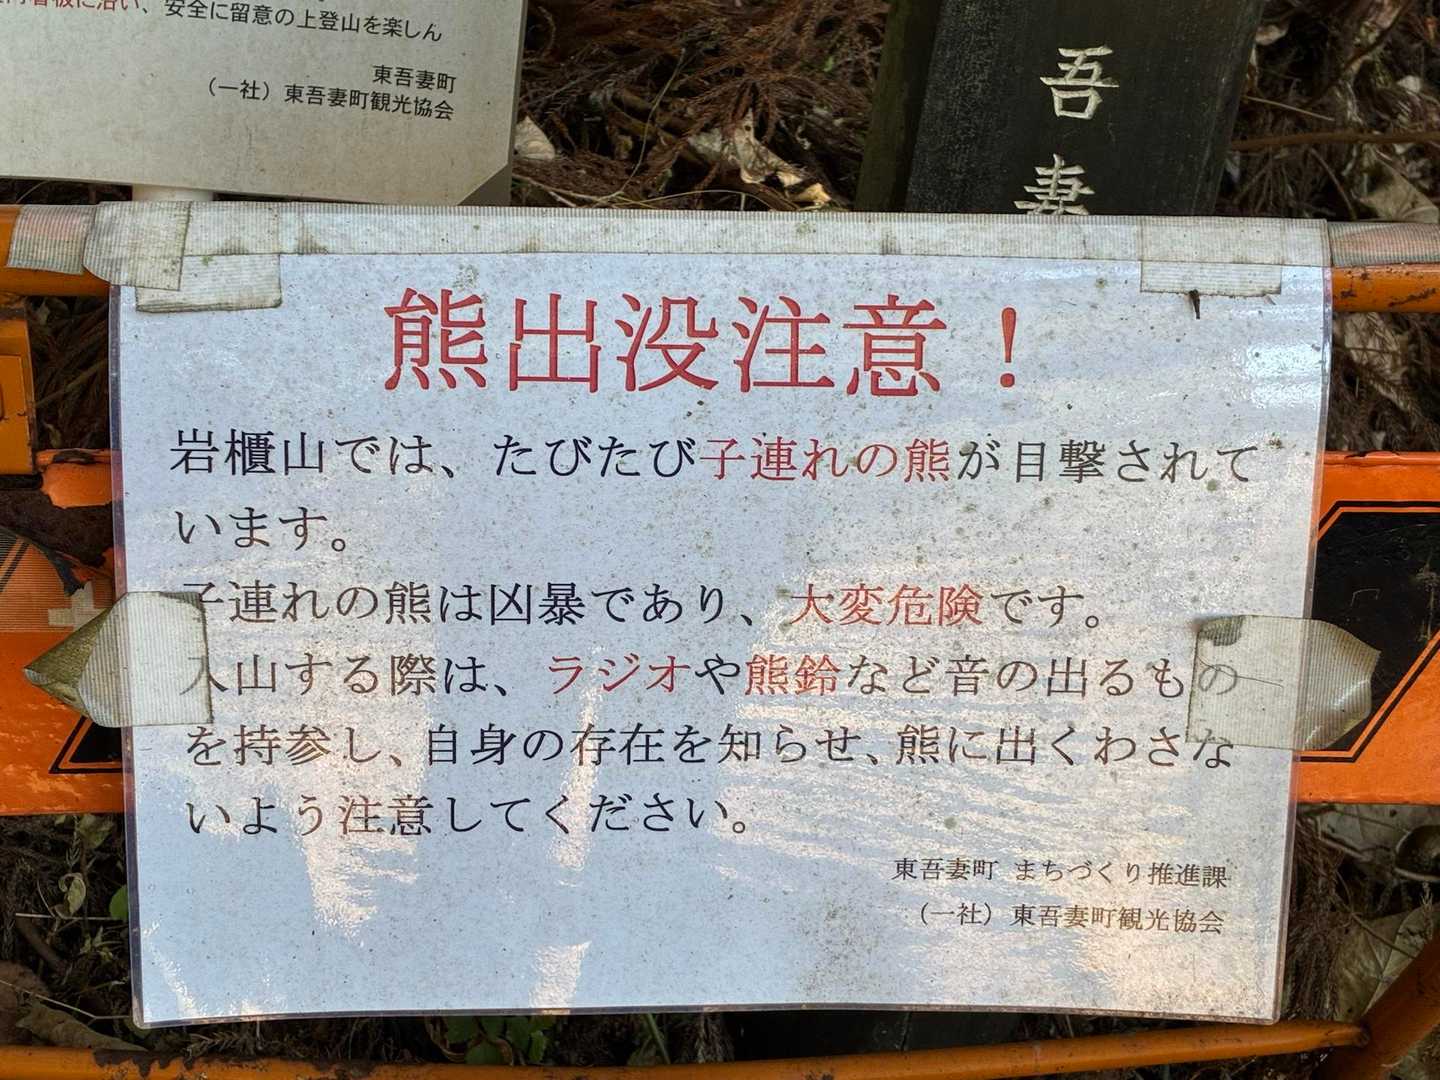 に沿い、安全に留意の上登山を楽しん
東吾妻町
（一社）東吾妻町観光協会
吾妻
熊出没注意！
岩櫃山では、たびたび子連れの熊が目撃されて
います。
子連れの熊は凶暴であり、大変危険です。
入山する際は、ラジオや熊鈴など音の出るもの
を持参し、自身の存在を知らせ、熊に出くわさな
いよう注意してください。
東吾妻町 まちづくり推進課
（一社）東吾妻町観光協会